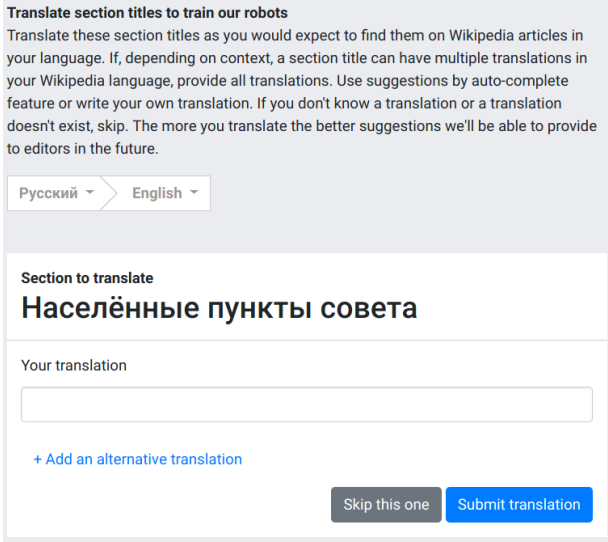 Translate section titles to train our robots
Translate these section titles as you would expect to find them on Wikipedia articles in
your language. If, depending on context, a section title can have multiple translations in
your Wikipedia language, provide all translations. Use suggestions by auto-complete
feature or write your own translation. If you don't know a translation or a translation
doesn't exist, skip. The more you translate the better suggestions we'll be able to provide
to editors in the future.
Русский English
Section to translate
Населённые пункты совета
Your translation
+ Add an alternative translation
Skip this one Submit translation